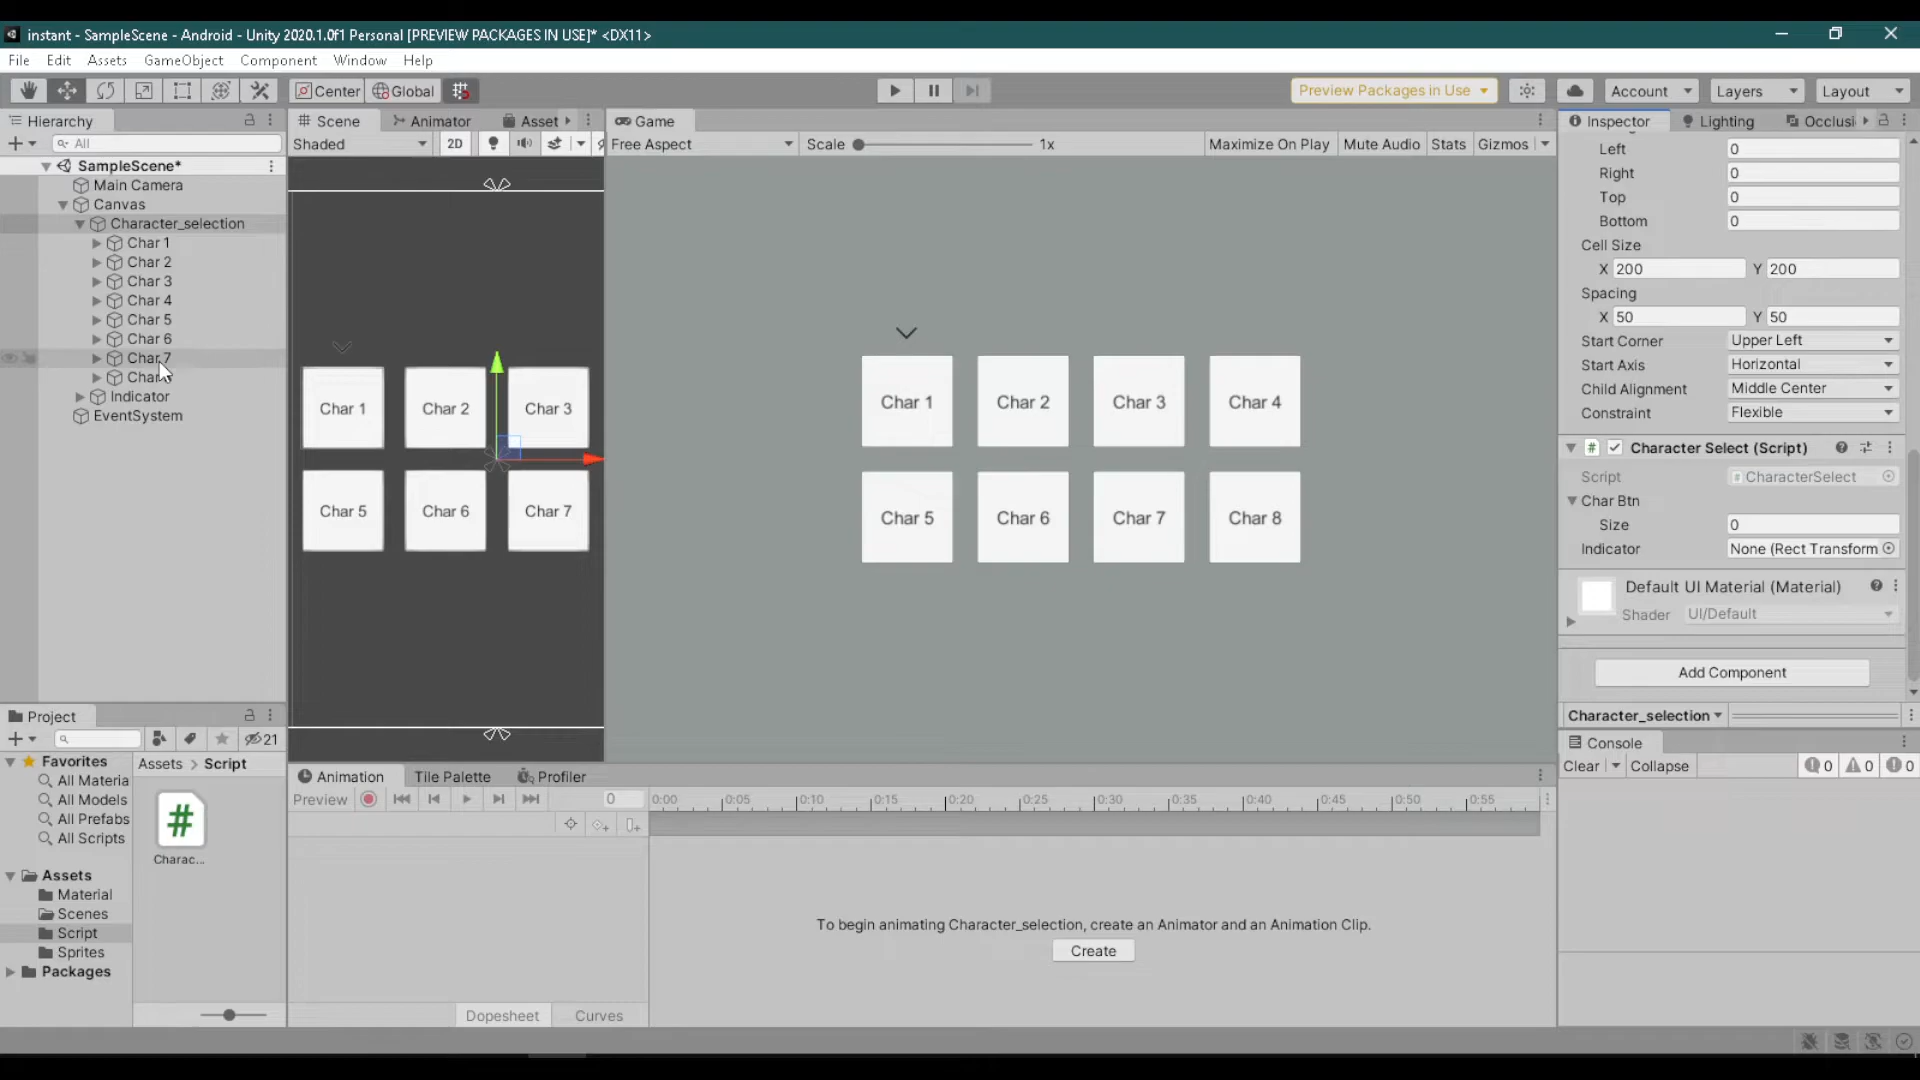 instant - SampleScene - Android - Unity 2020.1.0f1 Personal [PREVIEW PACKAGES IN USE]* <DX11>
File Edit Assets GameObject Component Window Help
Center Global Preview Packages in Use Account Layers Layout
Hierarchy Scene Animator Asset Game Inspector Lighting Occlusi
All Shaded 2D Free Aspect Scale 1x Maximize On Play Mute Audio Stats Gizmos
SampleScene*
Main Camera
Canvas
Character_selection
Char 1
Char 2
Char 3
Char 4
Char 5
Char 6
Char 7
Char
Indicator
EventSystem
Char 1 Char 2 Char 3
Char 5 Char 6 Char 7
Char 1 Char 2 Char 3 Char 4
Char 5 Char 6 Char 7 Char 8
Left 0
Right 0
Top 0
Bottom 0
Cell Size
X 200 Y 200
Spacing
X 50 Y 50
Start Corner Upper Left
Start Axis Horizontal
Child Alignment Middle Center
Constraint Flexible
# Character Select (Script)
Script CharacterSelect
Char Btn
Size 0
Indicator None (Rect Transform
Default UI Material (Material)
Shader UI/Default
Add Component
Character_selection
Console
Clear Collapse 0 0 0
Project
21
Favorites
All Materia
All Models
All Prefabs
All Scripts
Assets
Material
Scenes
Script
Sprites
Packages
Assets > Script
#
Charac...
Animation Tile Palette Profiler
Preview 0 0:00 0:05 0:10 0:15 0:20 0:25 0:30 0:35 0:40 0:45 0:50 0:55
To begin animating Character_selection, create an Animator and an Animation Clip.
Create
Dopesheet Curves